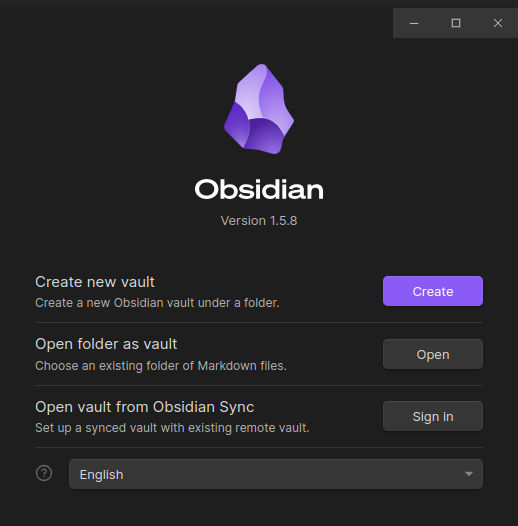 Obsidian
Version 1.5.8
Create new vault
Create a new Obsidian vault under a folder.
Create
Open folder as vault
Choose an existing folder of Markdown files.
Open
Open vault from Obsidian Sync
Set up a synced vault with existing remote vault.
Sign in
?
English